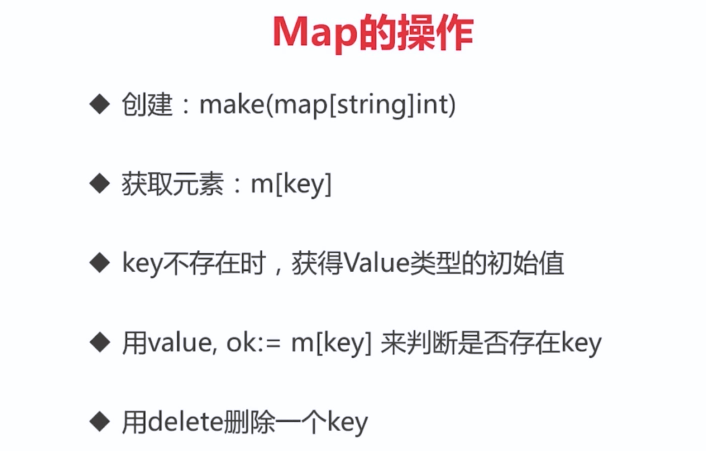 Map的操作
◆ 创建：make(map[string]int)
◆ 获取元素：m[key]
◆ key不存在时，获得Value类型的初始值
◆ 用value, ok:= m[key] 来判断是否存在key
◆ 用delete删除一个key